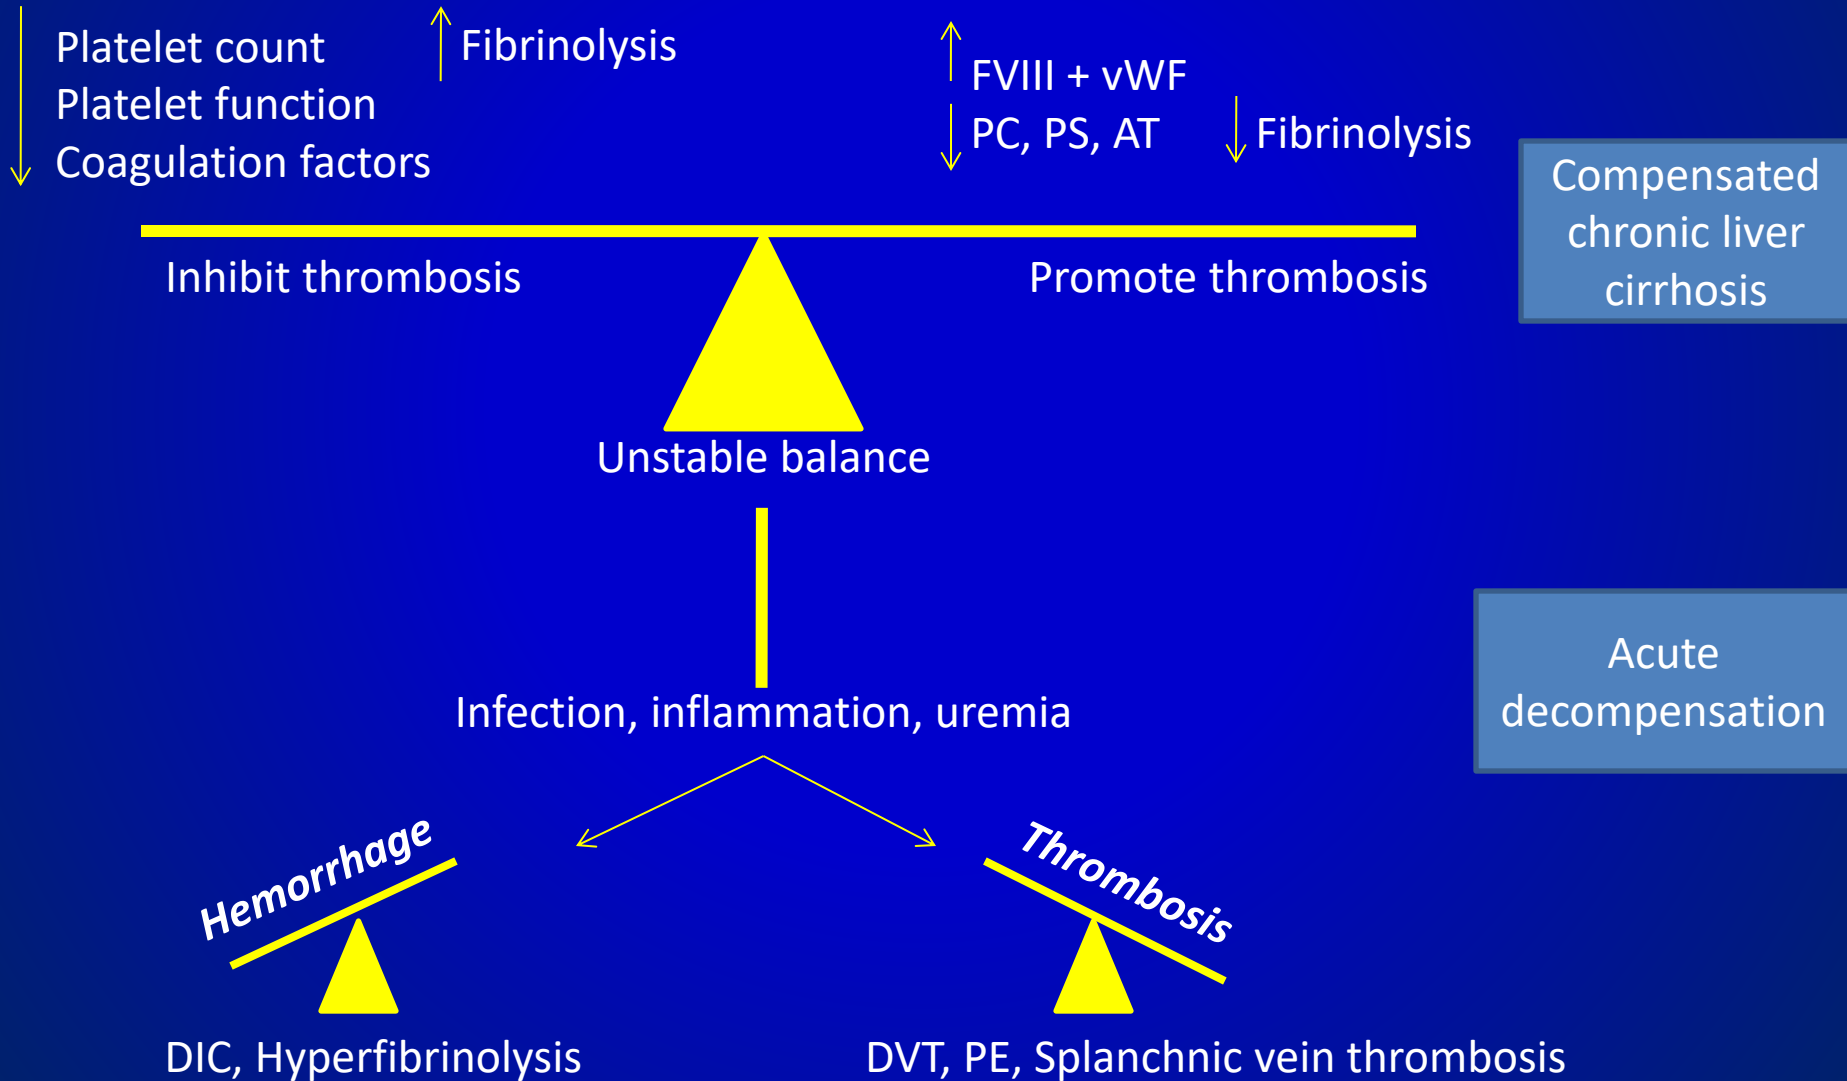 Platelet count
Platelet function
Coagulation factors
Fibrinolysis
FVIII + vWF
PC, PS, AT
Fibrinolysis
Compensated
chronic liver
cirrhosis
Inhibit thrombosis
Promote thrombosis
Unstable balance
Infection, inflammation, uremia
Acute
decompensation
Hemorrhage
Thrombosis
DIC, Hyperfibrinolysis
DVT, PE, Splanchnic vein thrombosis